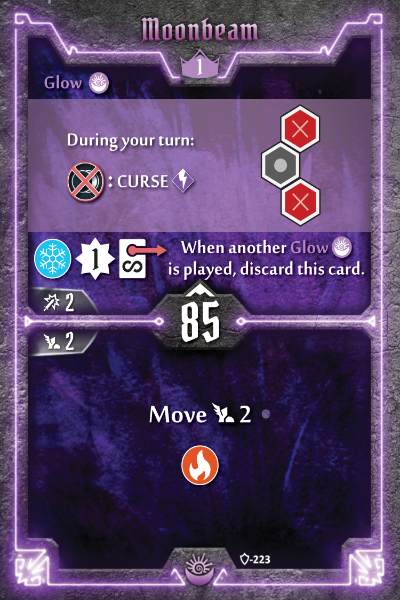 Moonbeam
1
Glow
During your turn:
: CURSE
1
When another Glow
is played, discard this card.
2
85
2
Move 2
-223